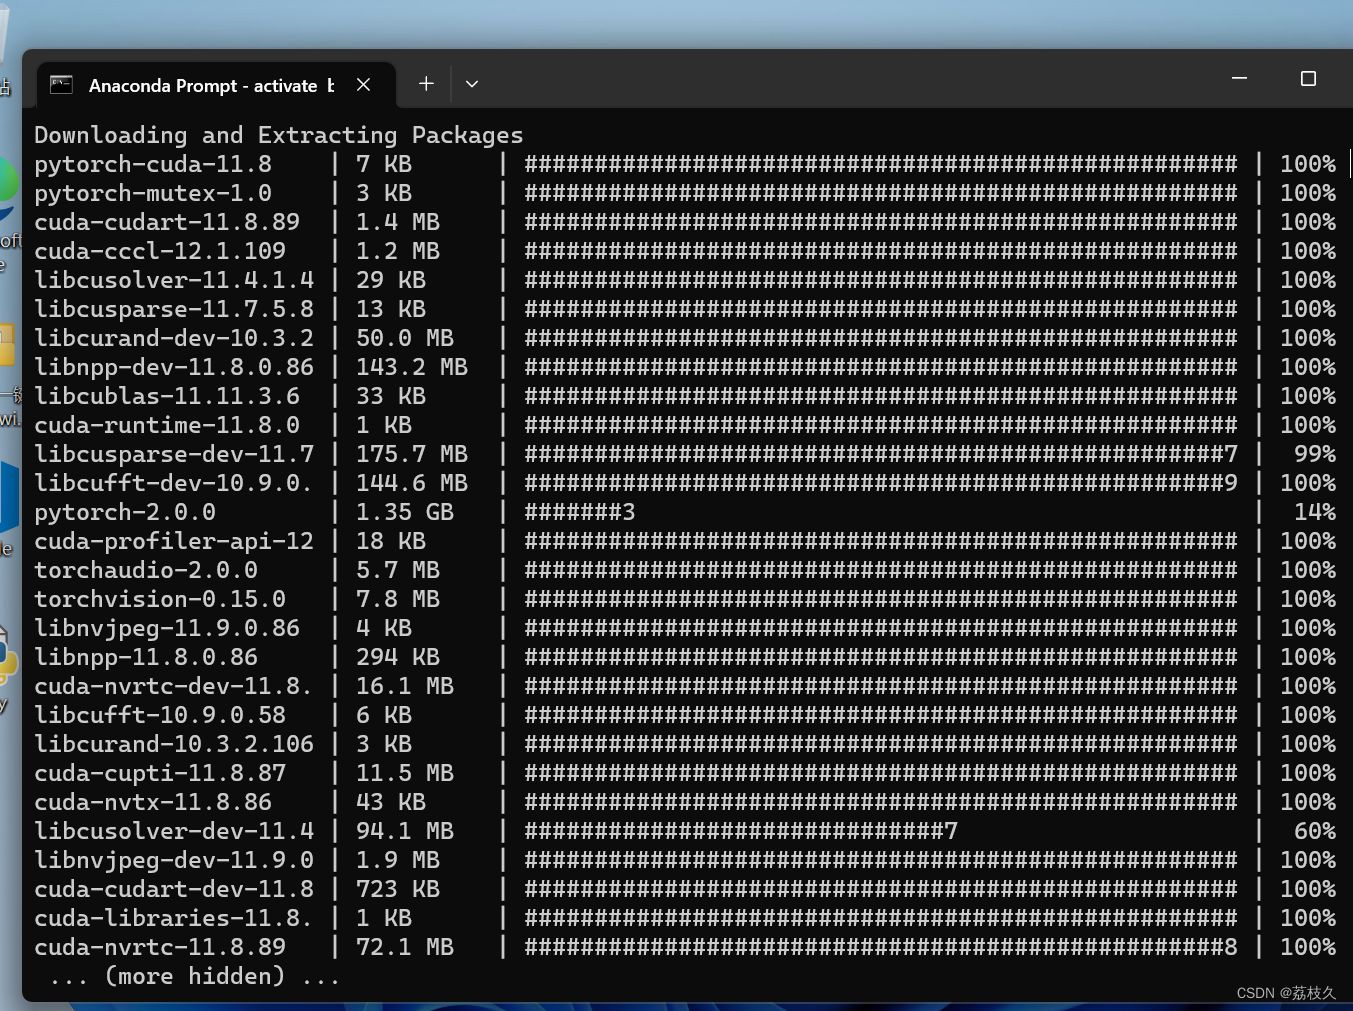 站
Anaconda Prompt - activate
Downloading and Extracting Packages
pytorch-cuda-11.8 | 7 KB | ################################################### | 100%
pytorch-mutex-1.0 | 3 KB | ################################################### | 100%
cuda-cudart-11.8.89 | 1.4 MB | ################################################### | 100%
cuda-cccl-12.1.109 | 1.2 MB | ################################################### | 100%
libcusolver-11.4.1.4 | 29 KB | ################################################### | 100%
libcusparse-11.7.5.8 | 13 KB | ################################################### | 100%
libcurand-dev-10.3.2 | 50.0 MB | ################################################### | 100%
libnpp-dev-11.8.0.86 | 143.2 MB | ################################################### | 100%
libcublas-11.11.3.6 | 33 KB | ################################################### | 100%
cuda-runtime-11.8.0 | 1 KB | ################################################### | 100%
libcusparse-dev-11.7 | 175.7 MB | ##################################################7 | 99%
libcufft-dev-10.9.0. | 144.6 MB | ##################################################9 | 100%
pytorch-2.0.0 | 1.35 GB | #######3 | 14%
cuda-profiler-api-12 | 18 KB | ################################################### | 100%
torchaudio-2.0.0 | 5.7 MB | ################################################### | 100%
torchvision-0.15.0 | 7.8 MB | ################################################### | 100%
libnvjpeg-11.9.0.86 | 4 KB | ################################################### | 100%
libnpp-11.8.0.86 | 294 KB | ################################################### | 100%
cuda-nvrtc-dev-11.8. | 16.1 MB | ################################################### | 100%
libcufft-10.9.0.58 | 6 KB | ################################################### | 100%
libcurand-10.3.2.106 | 3 KB | ################################################### | 100%
cuda-cupti-11.8.87 | 11.5 MB | ################################################### | 100%
cuda-nvtx-11.8.86 | 43 KB | ################################################### | 100%
libcusolver-dev-11.4 | 94.1 MB | ##############################7 | 60%
libnvjpeg-dev-11.9.0 | 1.9 MB | ################################################### | 100%
cuda-cudart-dev-11.8 | 723 KB | ################################################### | 100%
cuda-libraries-11.8. | 1 KB | ################################################### | 100%
cuda-nvrtc-11.8.89 | 72.1 MB | ##################################################8 | 100%
... (more hidden) ...
CSDN @荔枝久